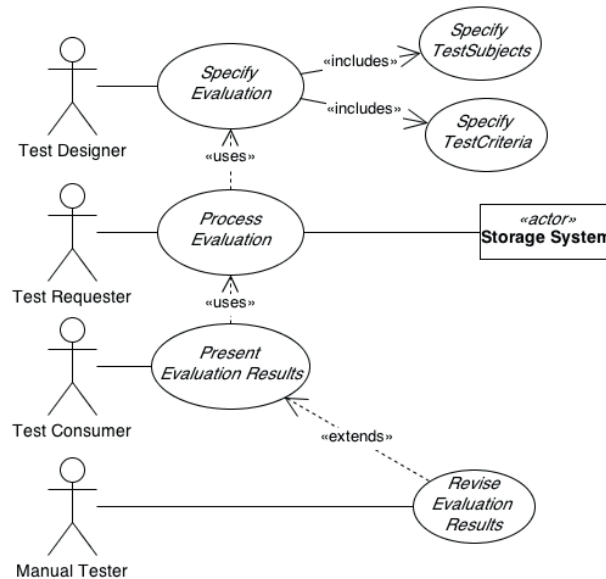 Specify
TestSubjects
«includes»
Specify
Evaluation
«includes»
Specify
TestCriteria
Test Designer
«uses»
Process
Evaluation
«actor»
Storage System
Test Requester
«uses»
Present
Evaluation Results
Test Consumer
«extends»
Revise
Evaluation
Results
Manual Tester